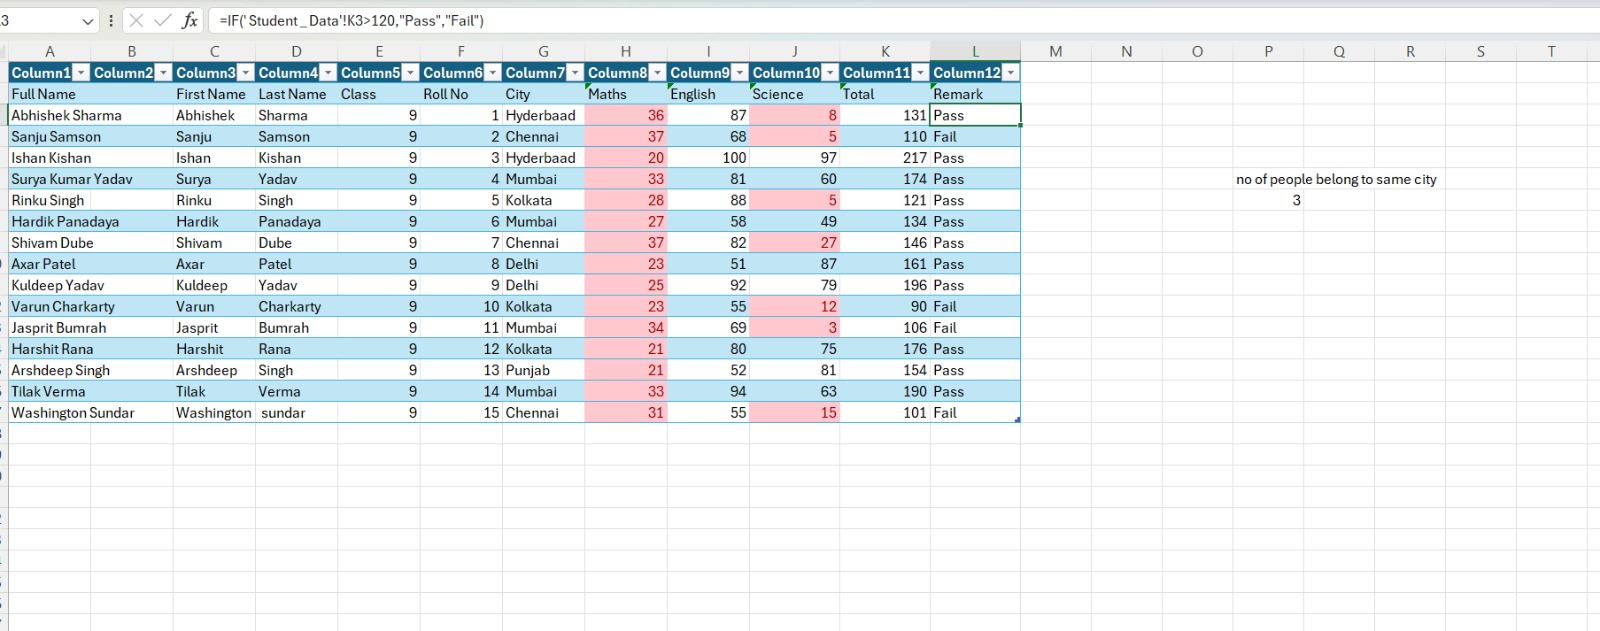 3 fx =IF('Student_Data'!K3>120,"Pass","Fail")
A B C D E F G H I J K L M N O P Q R S T
Column1 Column2 Column3 Column4 Column5 Column6 Column7 Column8 Column9 Column10 Column11 Column12
Full Name First Name Last Name Class Roll No City Maths English Science Total Remark
Abhishek Sharma Abhishek Sharma 9 1 Hyderbaad 36 87 8 131 Pass
Sanju Samson Sanju Samson 9 2 Chennai 37 68 5 110 Fail
Ishan Kishan Ishan Kishan 9 3 Hyderbaad 20 100 97 217 Pass
Surya Kumar Yadav Surya Yadav 9 4 Mumbai 33 81 60 174 Pass no of people belong to same city
Rinku Singh Rinku Singh 9 5 Kolkata 28 88 5 121 Pass 3
Hardik Panadaya Hardik Panadaya 9 6 Mumbai 27 58 49 134 Pass
Shivam Dube Shivam Dube 9 7 Chennai 37 82 27 146 Pass
Axar Patel Axar Patel 9 8 Delhi 23 51 87 161 Pass
Kuldeep Yadav Kuldeep Yadav 9 9 Delhi 25 92 79 196 Pass
Varun Charkarty Varun Charkarty 9 10 Kolkata 23 55 12 90 Fail
Jasprit Bumrah Jasprit Bumrah 9 11 Mumbai 34 69 3 106 Fail
Harshit Rana Harshit Rana 9 12 Kolkata 21 80 75 176 Pass
Arshdeep Singh Arshdeep Singh 9 13 Punjab 21 52 81 154 Pass
Tilak Verma Tilak Verma 9 14 Mumbai 33 94 63 190 Pass
Washington Sundar Washington sundar 9 15 Chennai 31 55 15 101 Fail